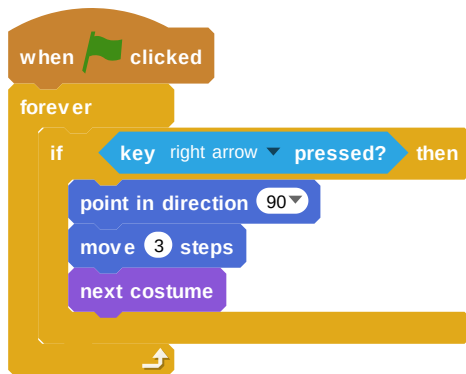 when clicked
forever
if key right arrow pressed? then
point in direction 90
move 3 steps
next costume